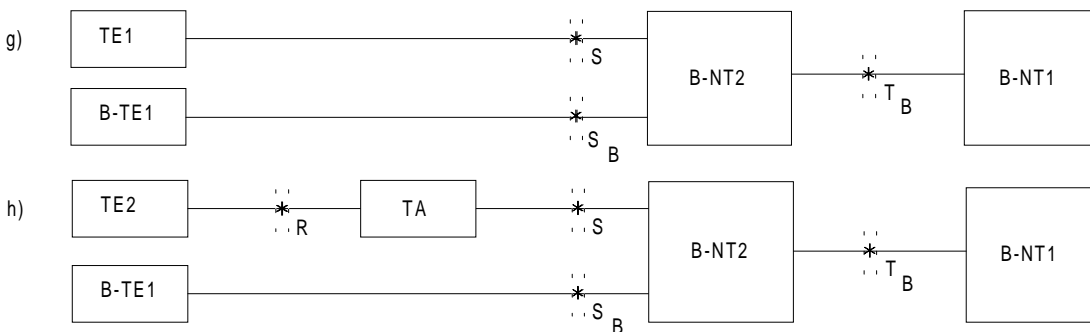 g)
TE1
S
B-NT2
T B
B-NT1
B-TE1
S B
h)
TE2
R
TA
S
B-NT2
T B
B-NT1
B-TE1
S B